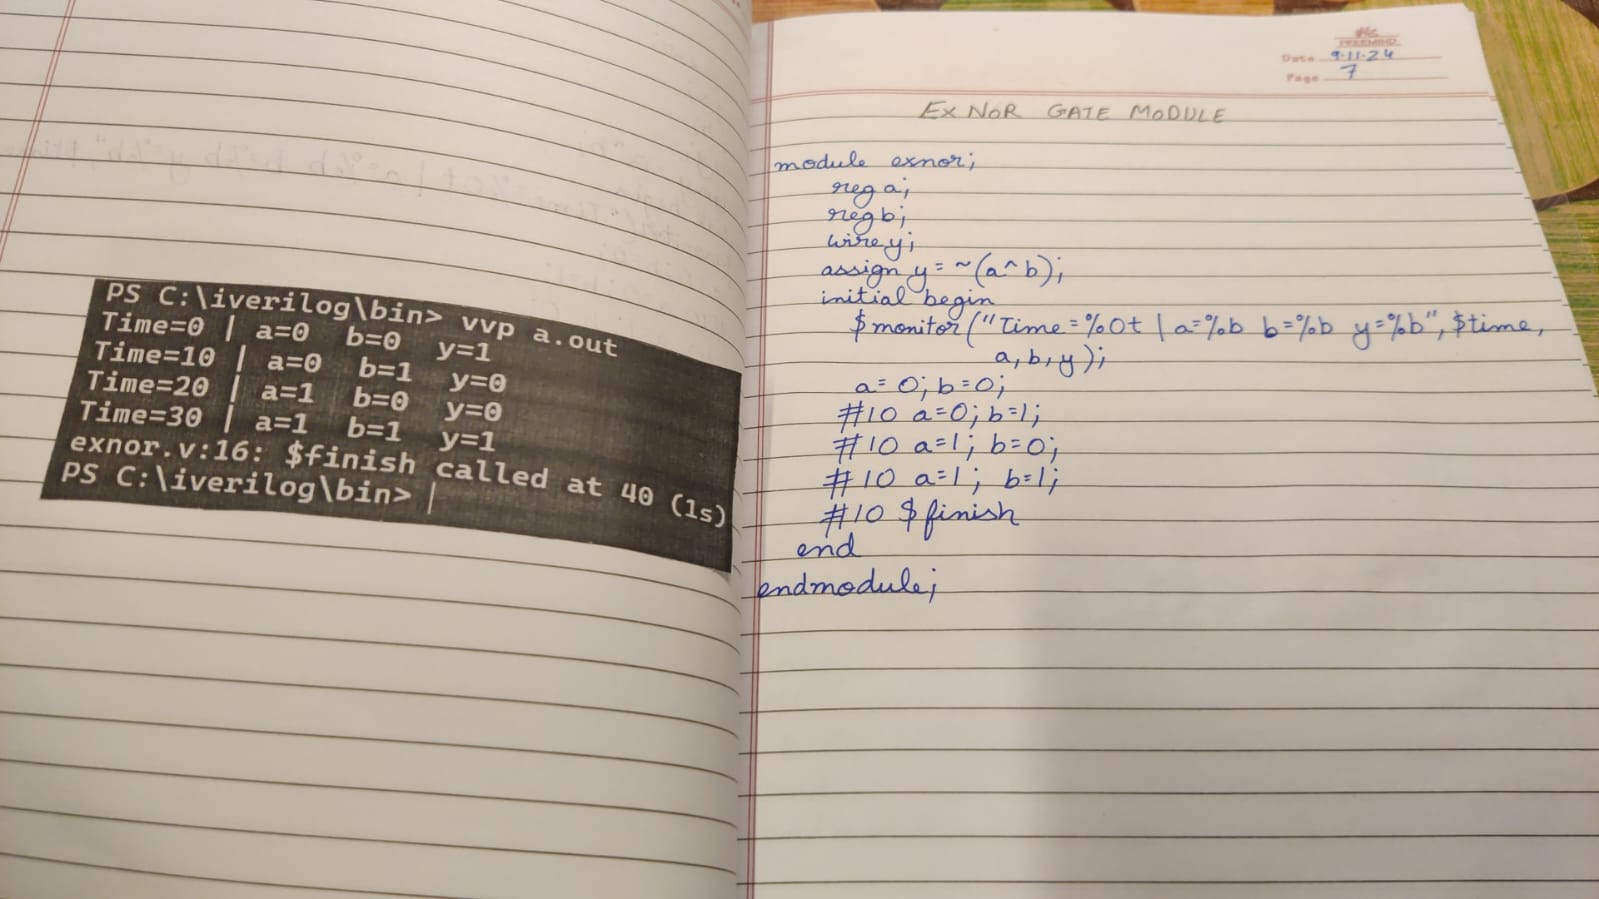 PS C:\iverilog\bin> vvp a.out
Time=0 | a=0 b=0 y=1
Time=10 | a=0 b=1 y=0
Time=20 | a=1 b=0 y=0
Time=30 | a=1 b=1 y=1
exnor.v:16: $finish called at 40 (1s)
PS C:\iverilog\bin> |
Date 9.11.24
Page 7
EX NOR GATE MODULE
module exnor;
reg a;
reg b;
wire y;
assign y = ~(a^b);
initial begin
$monitor("Time=%0t | a=%b b=%b y=%b", $time,
a, b, y);
a=0; b=0;
#10 a=0; b=1;
#10 a=1; b=0;
#10 a=1; b=1;
#10 $finish
end
endmodule;